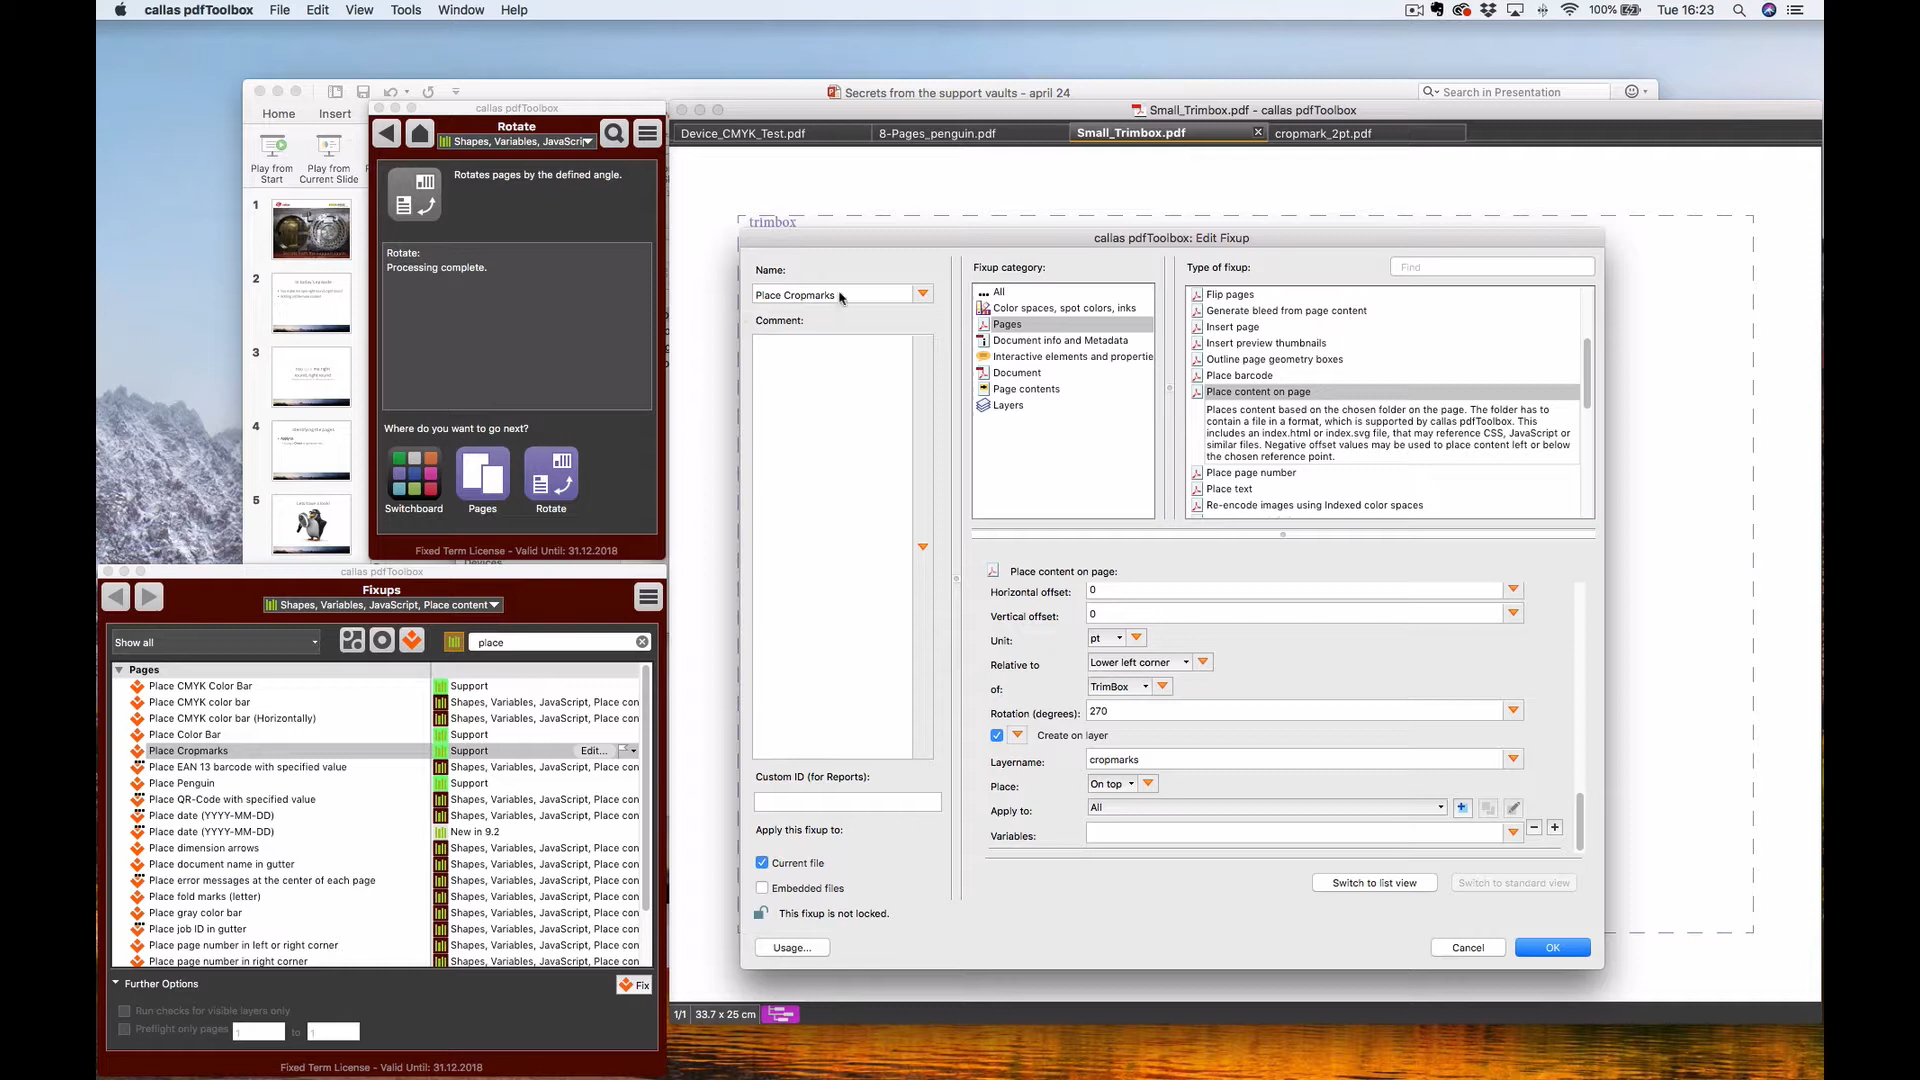 callas pdfToolbox File Edit View Tools Window Help
100% Tue 16:23
Secrets from the support vaults - april 24
Search in Presentation
Home Insert
Play from Start
Play from Current Slide
1
2
3
4
5
callas pdfToolbox
Rotate
Shapes, Variables, JavaScri
Rotates pages by the defined angle.
Rotate:
Processing complete.
Where do you want to go next?
Switchboard Pages Rotate
Fixed Term License - Valid Until: 31.12.2018
callas pdfToolbox
Fixups
Shapes, Variables, JavaScript, Place content
Show all
place
Pages
Place CMYK Color Bar Support
Place CMYK color bar Shapes, Variables, JavaScript, Place con
Place CMYK color bar (Horizontally) Shapes, Variables, JavaScript, Place con
Place Color Bar Support
Place Cropmarks Support Edit...
Place EAN 13 barcode with specified value Shapes, Variables, JavaScript, Place con
Place Penguin Support
Place QR-Code with specified value Shapes, Variables, JavaScript, Place con
Place date (YYYY-MM-DD) Shapes, Variables, JavaScript, Place con
Place date (YYYY-MM-DD) New in 9.2
Place dimension arrows Shapes, Variables, JavaScript, Place con
Place document name in gutter Shapes, Variables, JavaScript, Place con
Place error messages at the center of each page Shapes, Variables, JavaScript, Place con
Place fold marks (letter) Shapes, Variables, JavaScript, Place con
Place gray color bar Shapes, Variables, JavaScript, Place con
Place job ID in gutter Shapes, Variables, JavaScript, Place con
Place page number in left or right corner Shapes, Variables, JavaScript, Place con
Place page number in right corner Shapes, Variables, JavaScript, Place con
Further Options
Fix
Run checks for visible layers only
Preflight only pages 1 to 1
Fixed Term License - Valid Until: 31.12.2018
Small_Trimbox.pdf - callas pdfToolbox
Device_CMYK_Test.pdf 8-Pages_penguin.pdf Small_Trimbox.pdf cropmark_2pt.pdf
trimbox
callas pdfToolbox: Edit Fixup
Name:
Place Cropmarks
Comment:
Custom ID (for Reports):
Apply this fixup to:
Current file
Embedded files
This fixup is not locked.
Usage...
Fixup category:
All
Color spaces, spot colors, inks
Pages
Document info and Metadata
Interactive elements and propertie
Document
Page contents
Layers
Type of fixup:
Find
Flip pages
Generate bleed from page content
Insert page
Insert preview thumbnails
Outline page geometry boxes
Place barcode
Place content on page
Places content based on the chosen folder on the page. The folder has to
contain a file in a format, which is supported by callas pdfToolbox. This
includes an index.html or index.svg file, that may reference CSS, JavaScript or
similar files. Negative offset values may be used to place content left or below
the chosen reference point.
Place page number
Place text
Re-encode images using Indexed color spaces
Place content on page:
Horizontal offset: 0
Vertical offset: 0
Unit: pt
Relative to Lower left corner
of: TrimBox
Rotation (degrees): 270
Create on layer
Layername: cropmarks
Place: On top
Apply to: All
Variables:
Switch to list view Switch to standard view
Cancel OK
1/1 33.7 x 25 cm